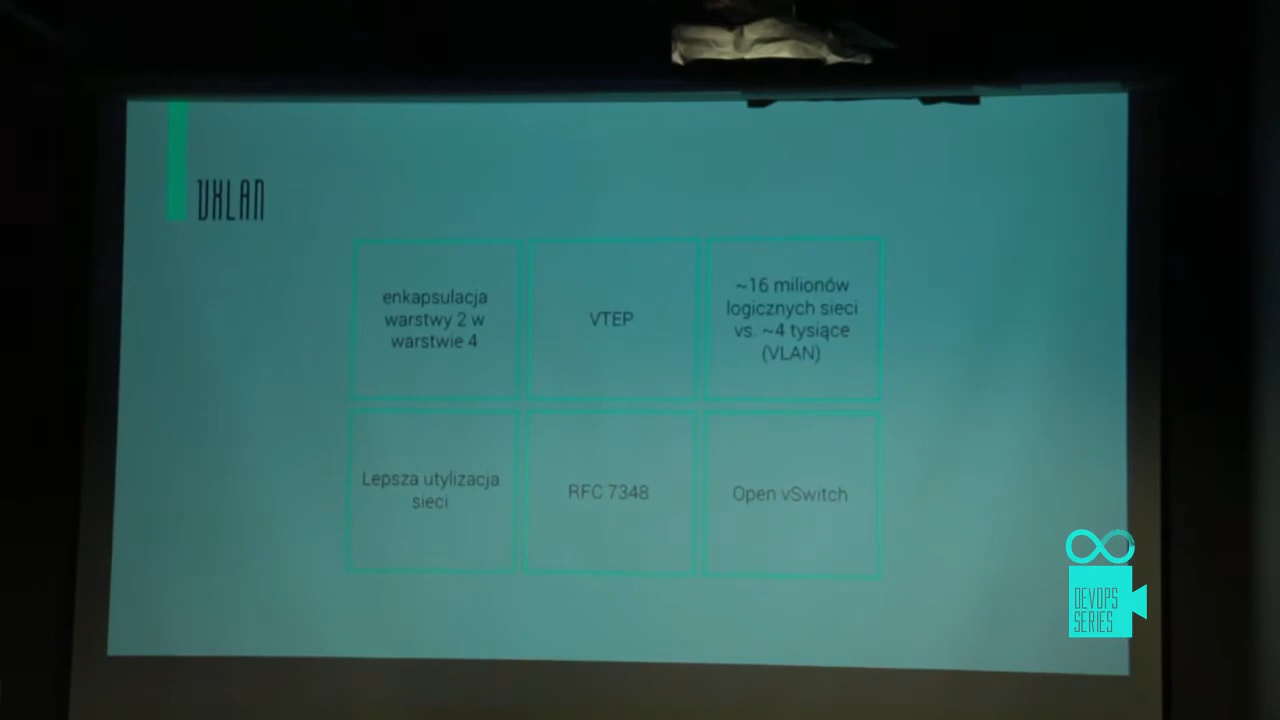 VXLAN
enkapsulacja
warstwy 2 w
warstwie 4
VTEP
~16 milionów
logicznych sieci
vs. ~4 tysiące
(VLAN)
Lepsza utylizacja
sieci
RFC 7348
Open vSwitch
DEVOPS
SERIES